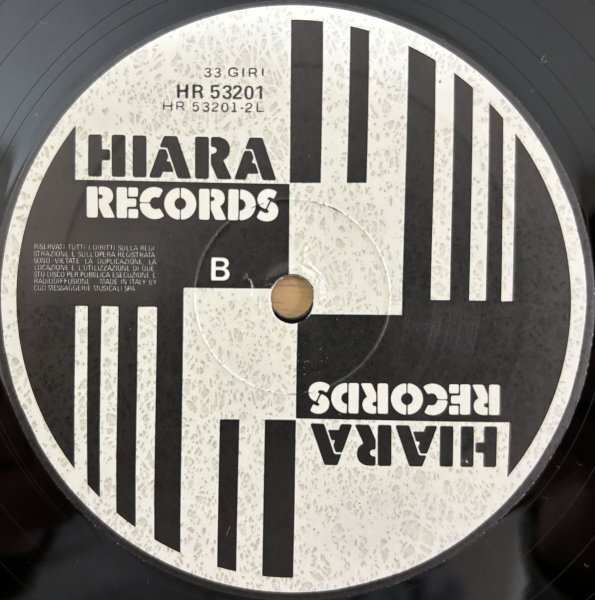 33 GIRI
HR 53201
HR 53201-2L
HIARA
RECORDS
RISERVATI TUTTI I DIRITTI SULLA REGI
STRAZIONE E SULL'OPERA REGISTRATA,
SONO VIETATE LA DUPLICAZIONE, LA
LOCAZIONE E L'UTILIZZAZIONE DI QUE
STO DISCO PER PUBBLICA ESECUZIONE E
RADIODIFFUSIONE. MADE IN ITALY BY
CGD MESSAGGERIE MUSICALI SPA
B
HIARA
RECORDS